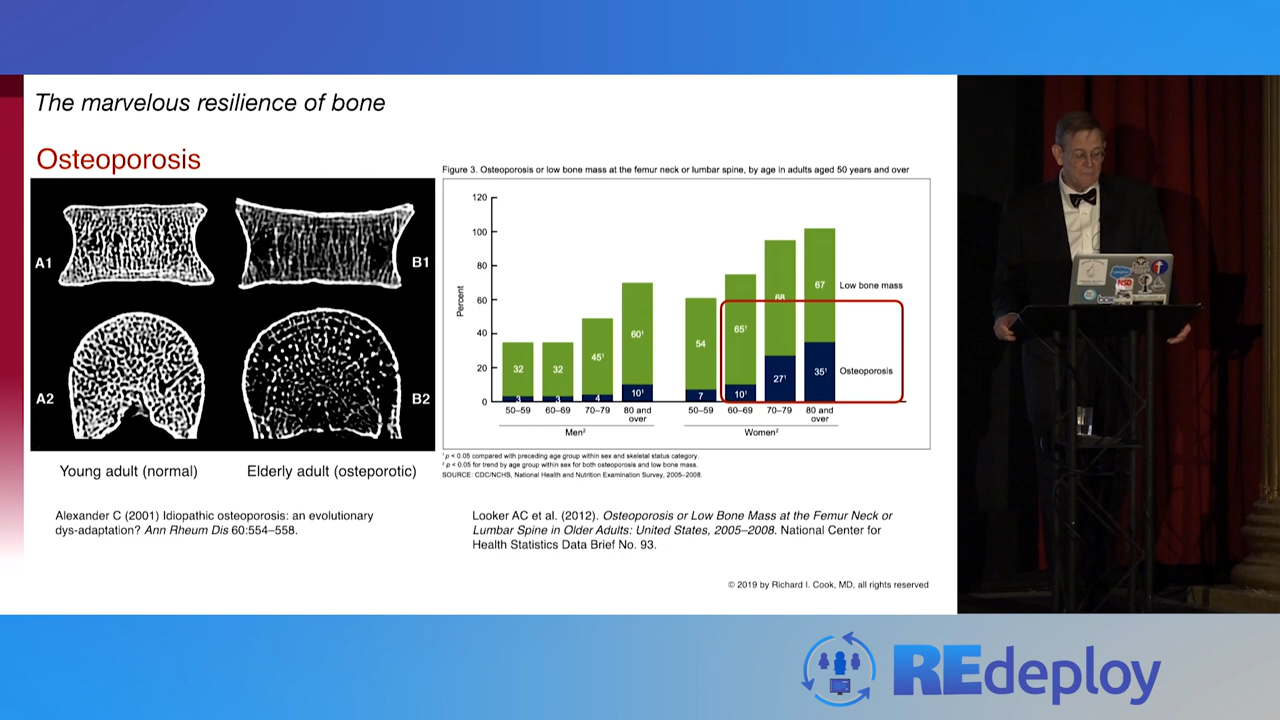 The marvelous resilience of bone
Osteoporosis
A1
B1
A2
B2
Young adult (normal)
Elderly adult (osteporotic)
Alexander C (2001) Idiopathic osteoporosis: an evolutionary
dys-adaptation? Ann Rheum Dis 60:554–558.
Figure 3. Osteoporosis or low bone mass at the femur neck or lumbar spine, by age in adults aged 50 years and over
Percent
120
100
80
60
40
20
0
32
3
32
3
45¹
4
60¹
10¹
54
7
65¹
10¹
68
27¹
67
35¹
Low bone mass
Osteoporosis
50–59
60–69
70–79
80 and
over
50–59
60–69
70–79
80 and
over
Men²
Women²
¹ p < 0.05 compared with preceding age group within sex and skeletal status category.
² p < 0.05 for trend by age group within sex for both osteoporosis and low bone mass.
SOURCE: CDC/NCHS, National Health and Nutrition Examination Survey, 2005–2008.
Looker AC et al. (2012). Osteoporosis or Low Bone Mass at the Femur Neck or
Lumbar Spine in Older Adults: United States, 2005–2008. National Center for
Health Statistics Data Brief No. 93.
© 2019 by Richard I. Cook, MD, all rights reserved
NSD
REdeploy